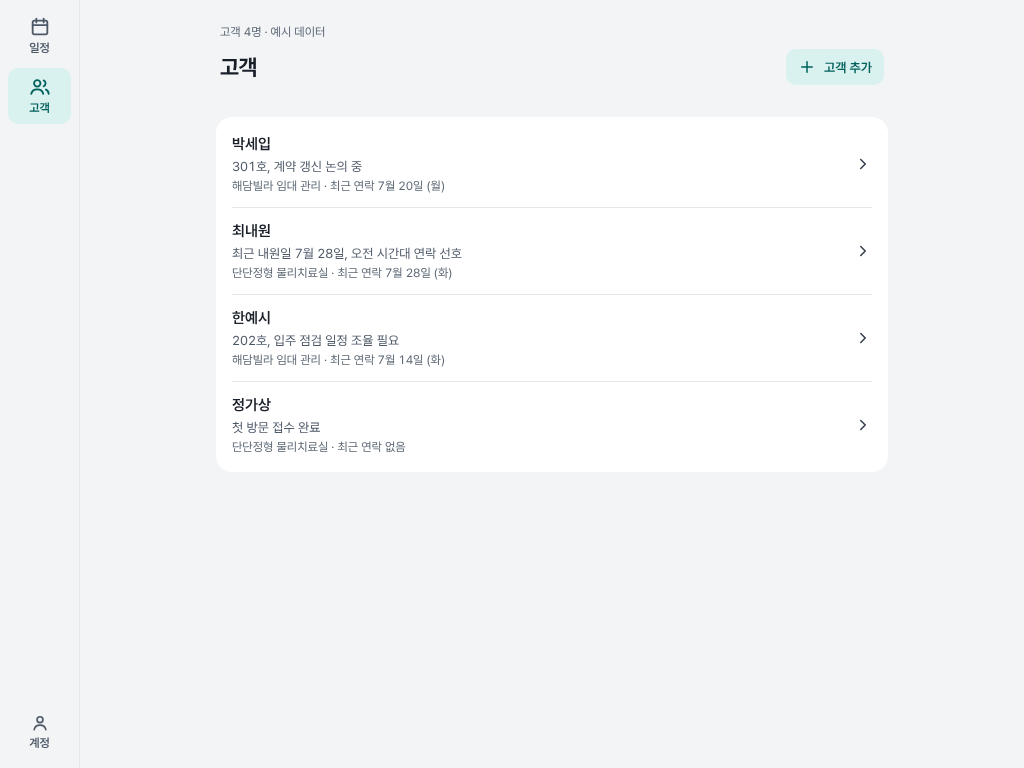 일정
고객
계정
고객 4명 · 예시 데이터
고객
고객 추가
박세입
301호, 계약 갱신 논의 중
해담빌라 임대 관리 · 최근 연락 7월 20일 (월)
최내원
최근 내원일 7월 28일, 오전 시간대 연락 선호
단단정형 물리치료실 · 최근 연락 7월 28일 (화)
한예시
202호, 입주 점검 일정 조율 필요
해담빌라 임대 관리 · 최근 연락 7월 14일 (화)
정가상
첫 방문 접수 완료
단단정형 물리치료실 · 최근 연락 없음